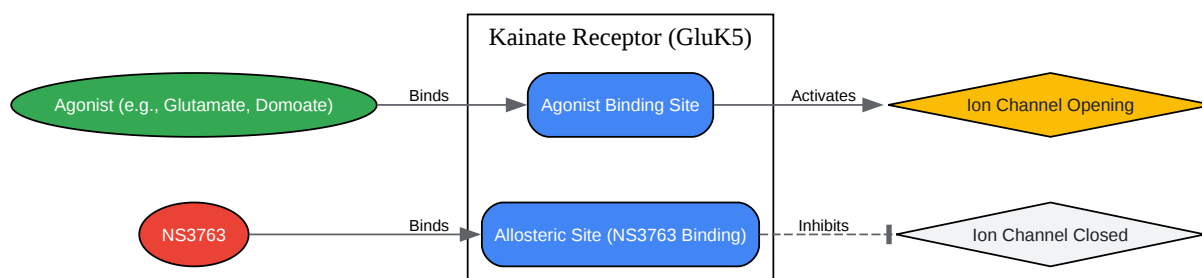 Kainate Receptor (GluK5)
Agonist (e.g., Glutamate, Domoate)
Binds
Agonist Binding Site
Activates
Ion Channel Opening
NS3763
Binds
Allosteric Site (NS3763 Binding)
Inhibits
Ion Channel Closed